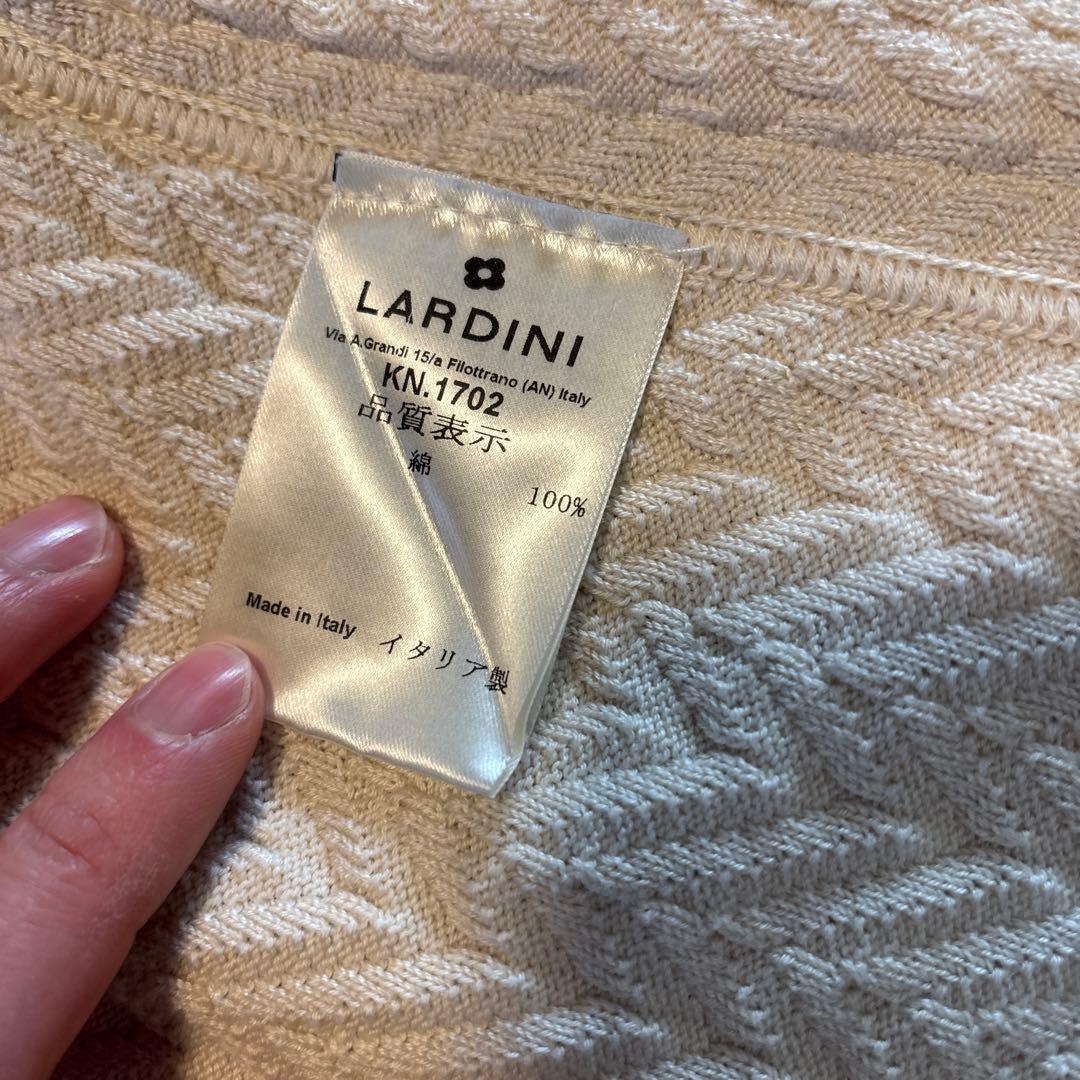 LARDINI
Via A.Grandi 15/a Filottrano (AN) Italy
KN.1702
品質表示
綿 100%
Made in Italy イタリア製